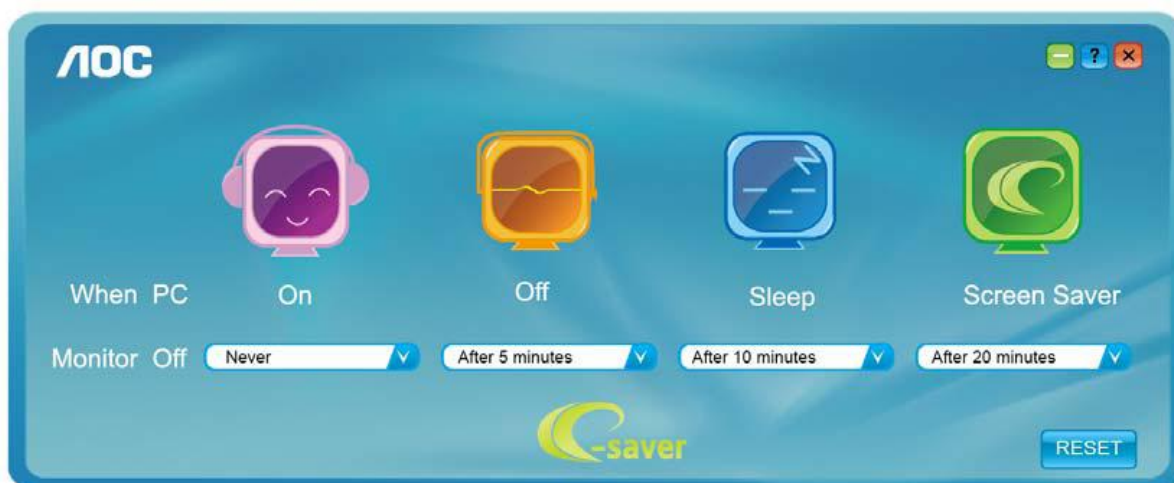 AOC
?
When PC On Off Sleep Screen Saver
Monitor Off Never After 5 minutes After 10 minutes After 20 minutes
e-saver
RESET